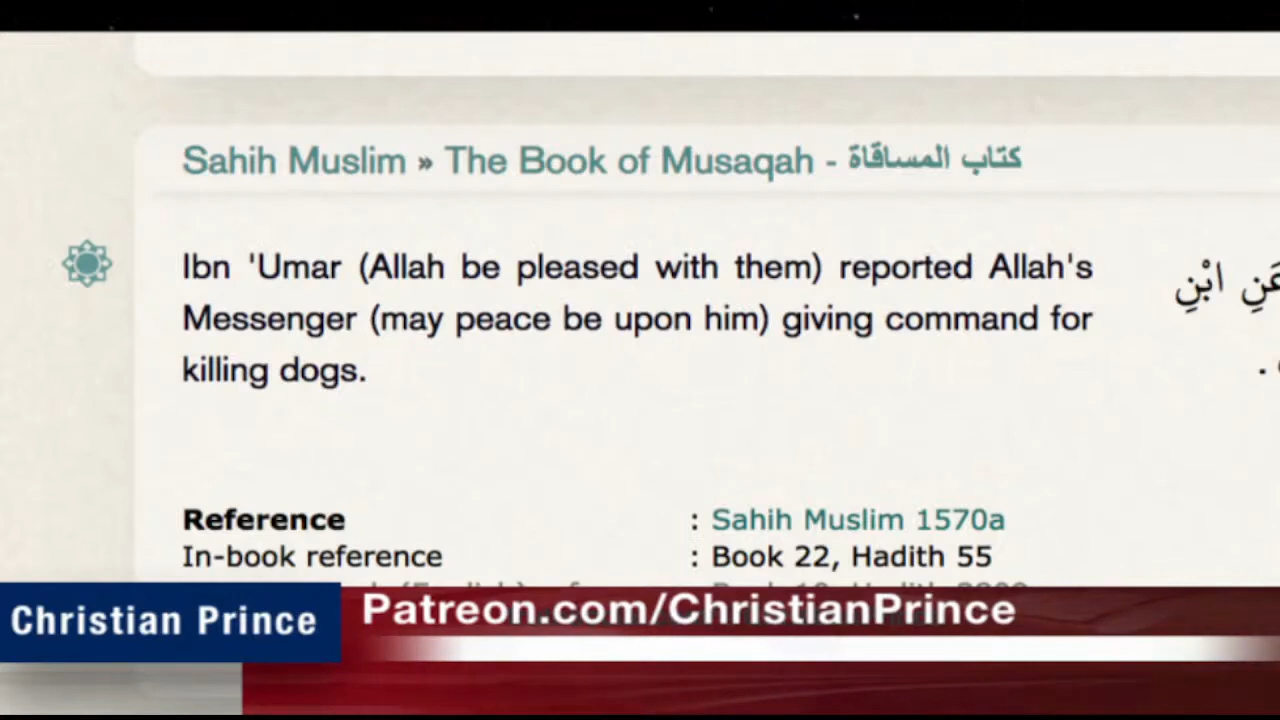 Sahih Muslim » The Book of Musaqah - كتاب المساقاة
Ibn 'Umar (Allah be pleased with them) reported Allah's
Messenger (may peace be upon him) giving command for
killing dogs.
عَنِ ابْنِ
Reference : Sahih Muslim 1570a
In-book reference : Book 22, Hadith 55
Christian Prince
Patreon.com/ChristianPrince